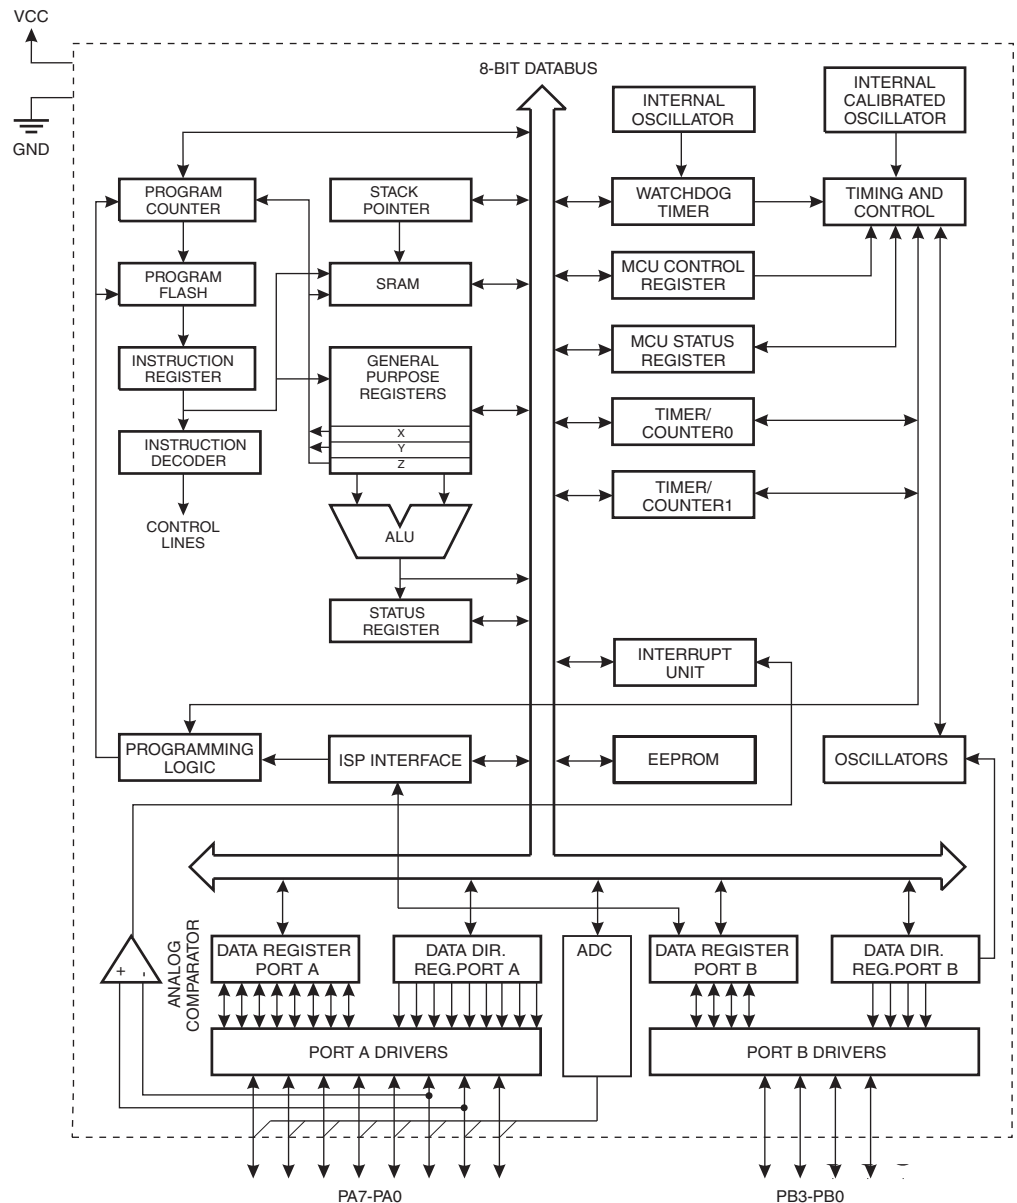 VCC
GND
8-BIT DATABUS
INTERNAL
OSCILLATOR
INTERNAL
CALIBRATED
OSCILLATOR
PROGRAM
COUNTER
STACK
POINTER
WATCHDOG
TIMER
TIMING AND
CONTROL
PROGRAM
FLASH
SRAM
MCU CONTROL
REGISTER
INSTRUCTION
REGISTER
GENERAL
PURPOSE
REGISTERS
X
Y
Z
MCU STATUS
REGISTER
INSTRUCTION
DECODER
TIMER/
COUNTER0
TIMER/
COUNTER1
CONTROL
LINES
ALU
STATUS
REGISTER
INTERRUPT
UNIT
PROGRAMMING
LOGIC
ISP INTERFACE
EEPROM
OSCILLATORS
ANALOG
COMPARATOR
+
-
DATA REGISTER
PORT A
DATA DIR.
REG.PORT A
ADC
DATA REGISTER
PORT B
DATA DIR.
REG.PORT B
PORT A DRIVERS
PORT B DRIVERS
PA7-PA0
PB3-PB0